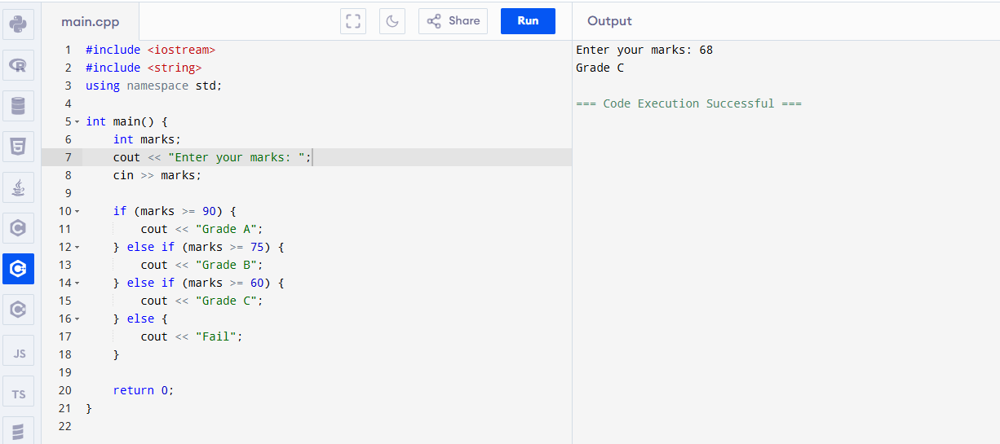 main.cpp
Share
Run
Output
1 #include <iostream>
2 #include <string>
3 using namespace std;
4
5 int main() {
6     int marks;
7     cout << "Enter your marks: ";
8     cin >> marks;
9
10     if (marks >= 90) {
11         cout << "Grade A";
12     } else if (marks >= 75) {
13         cout << "Grade B";
14     } else if (marks >= 60) {
15         cout << "Grade C";
16     } else {
17         cout << "Fail";
18     }
19
20     return 0;
21 }
22
Enter your marks: 68
Grade C
=== Code Execution Successful ===
R
5
C
C
C
JS
TS